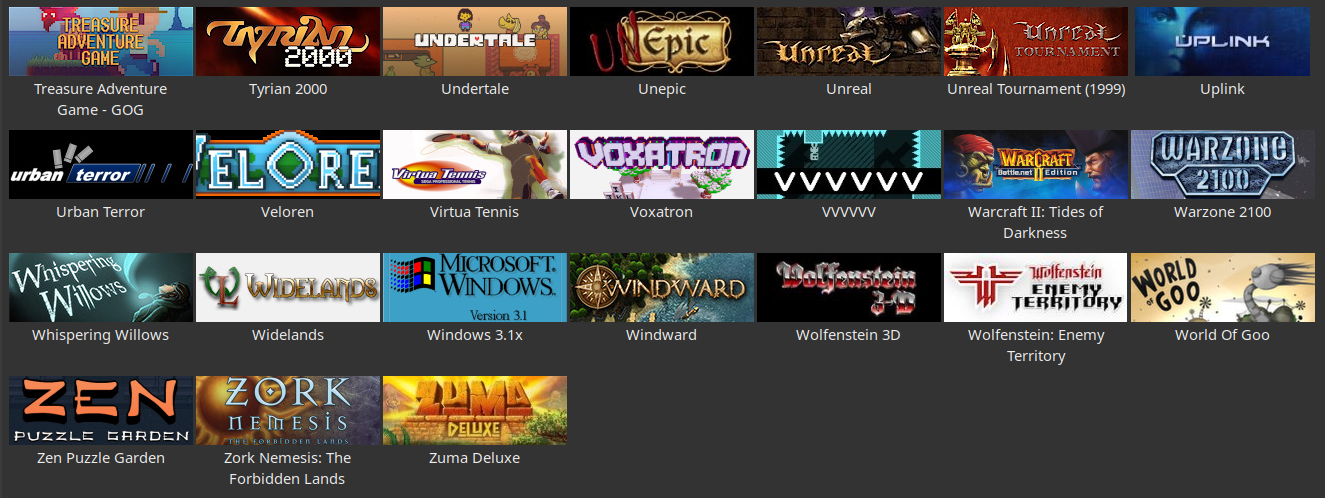 TREASURE
ADVENTURE
GAME
TYRIAN
2000
UNDERTALE
UNEpic
Unreal
Unreal
TOURNAMENT
UPLINK
Treasure Adventure
Game - GOG
Tyrian 2000
Undertale
Unepic
Unreal
Unreal Tournament (1999)
Uplink
urban terror
VELOREN
Virtua Tennis
SEGA PROFESSIONAL TENNIS
VOXATRON
VVVVVV
WARCRAFT
II
Battle.net Edition
WARZONE
2100
Urban Terror
Veloren
Virtua Tennis
Voxatron
VVVVVV
Warcraft II: Tides of
Darkness
Warzone 2100
Whispering
Willows
WIDELANDS
MICROSOFT®
WINDOWS™
Version 3.1
WINDWARD
Wolfenstein
3-D
Wolfenstein
ENEMY
TERRITORY
WORLD
OF
GOO
Whispering Willows
Widelands
Windows 3.1x
Windward
Wolfenstein 3D
Wolfenstein: Enemy
Territory
World Of Goo
ZEN
PUZZLE GARDEN
ZORK
NEMESIS
THE FORBIDDEN LANDS
ZUMA
DELUXE
Zen Puzzle Garden
Zork Nemesis: The
Forbidden Lands
Zuma Deluxe